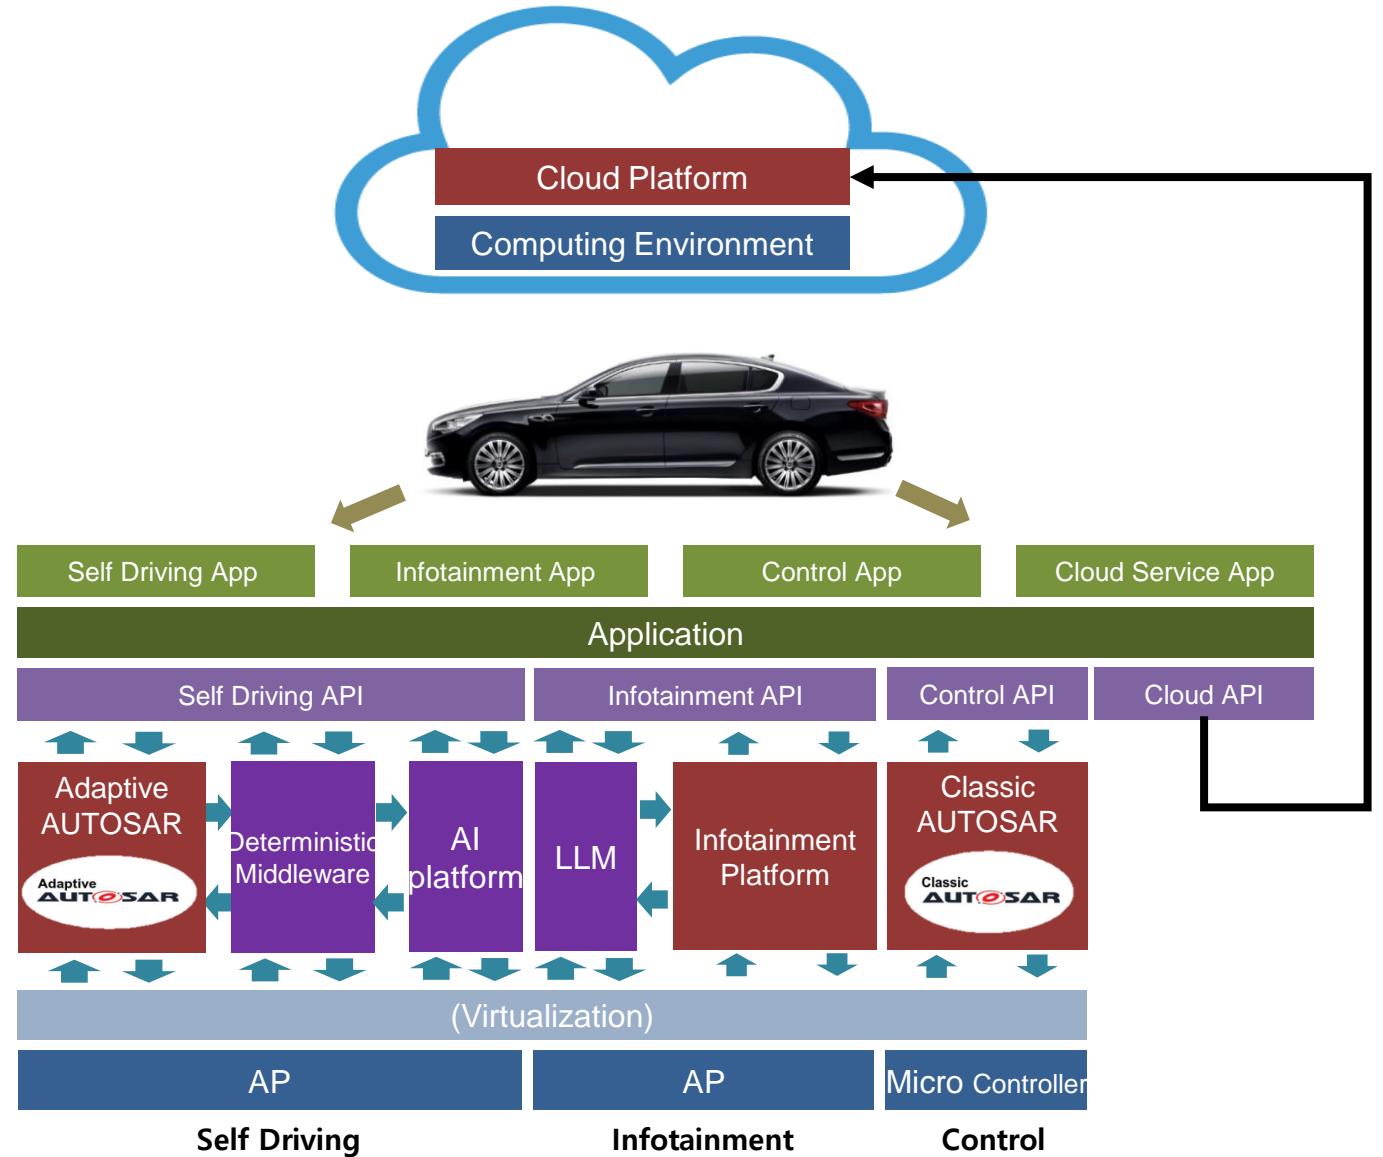 Cloud Platform
Computing Environment
Self Driving App
Infotainment App
Control App
Cloud Service App
Application
Self Driving API
Infotainment API
Control API
Cloud API
Adaptive
AUTOSAR
Adaptive
AUTOSAR
Deterministic
Middleware
AI
platform
LLM
Infotainment
Platform
Classic
AUTOSAR
Classic
AUTOSAR
(Virtualization)
AP
AP
Micro Controller
Self Driving
Infotainment
Control